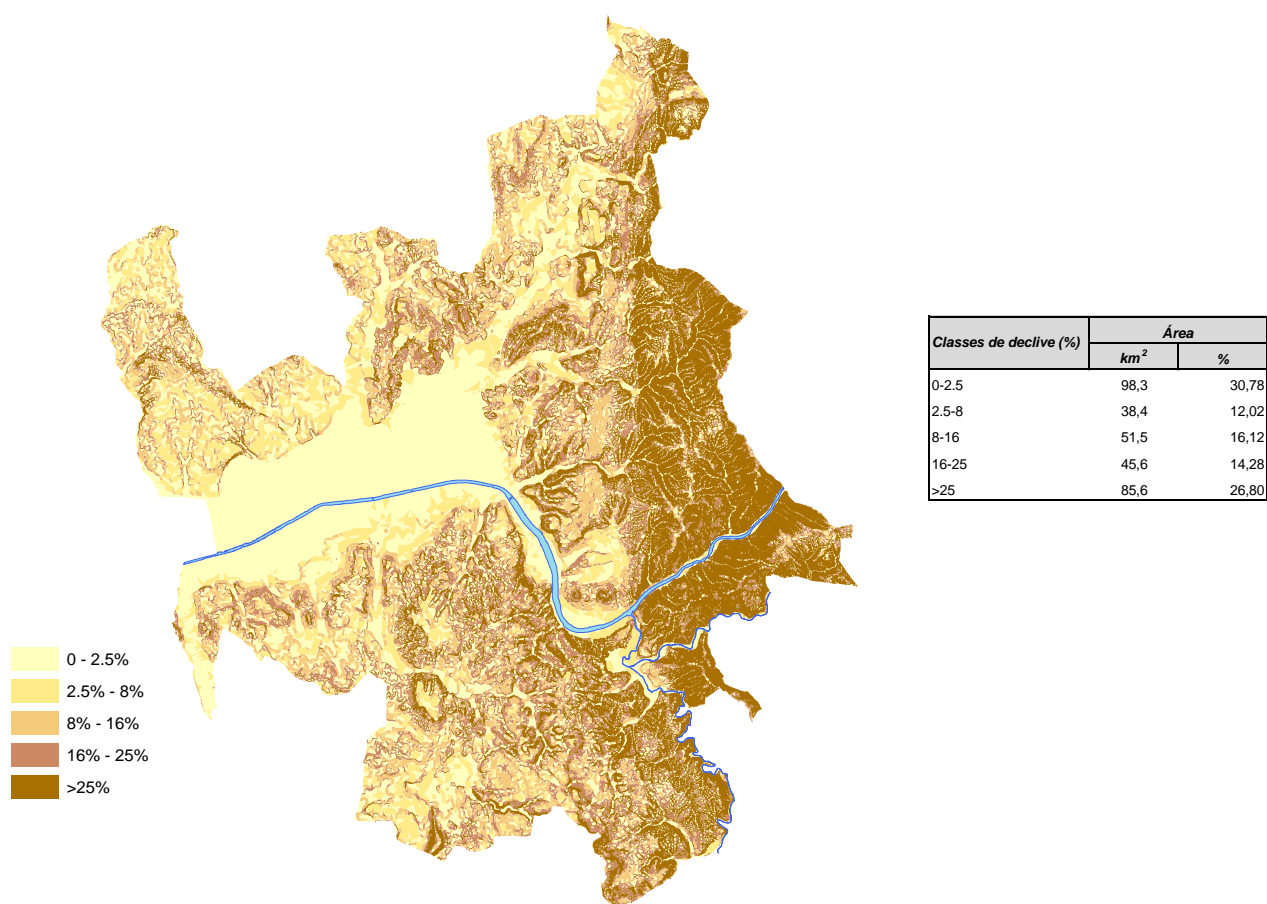 Classes de declive (%) Área
km² %
0-2.5 98,3 30,78
2.5-8 38,4 12,02
8-16 51,5 16,12
16-25 45,6 14,28
>25 85,6 26,80
0 - 2.5%
2.5% - 8%
8% - 16%
16% - 25%
>25%